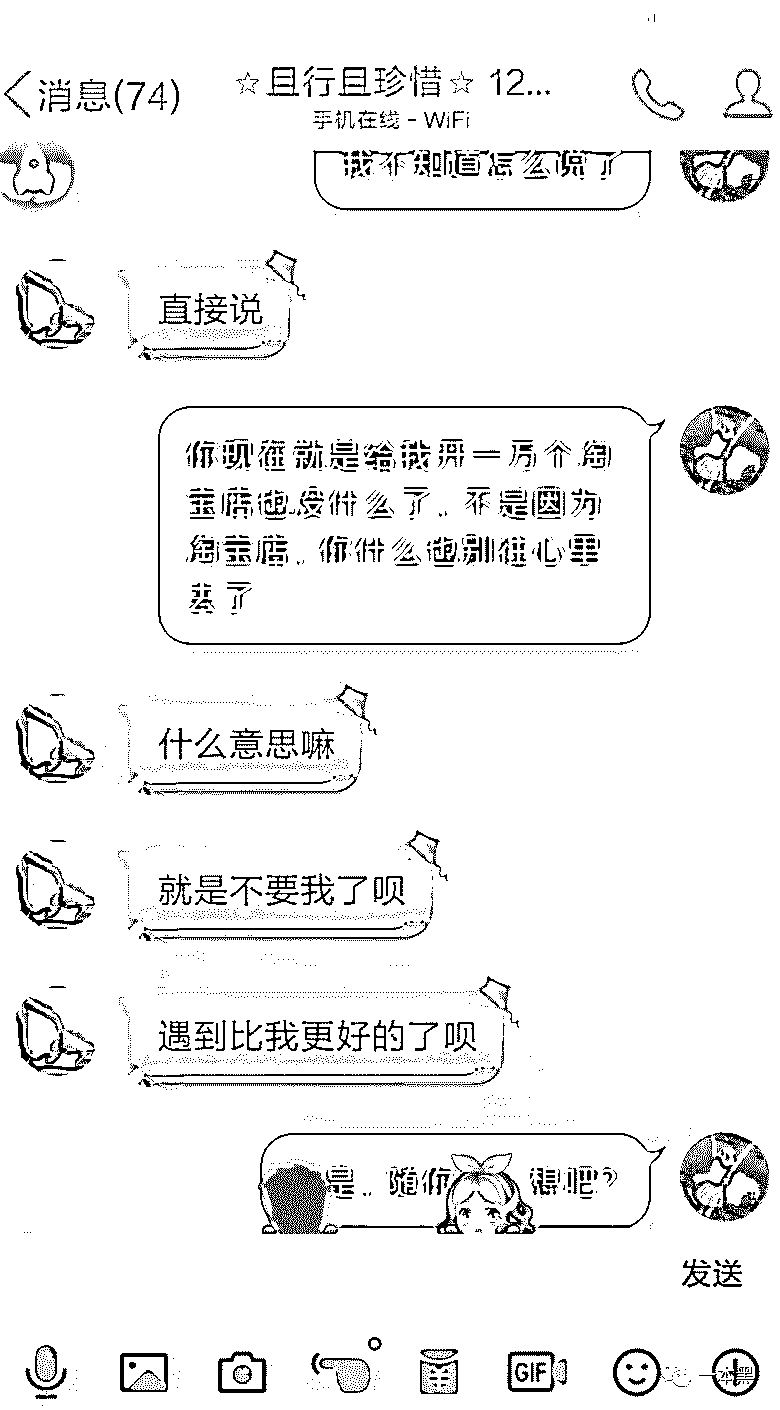 消息(74)
☆且行且珍惜☆ 12...
手机在线 - WiFi
我不知道怎么说了
直接说
你现在就是给我开一万个淘
宝店也没什么了。不是因为
淘宝店。你什么也别往心里
去了
什么意思嘛
就是不要我了呗
遇到比我更好的了呗
是。随你 想吧?
发送
GIF